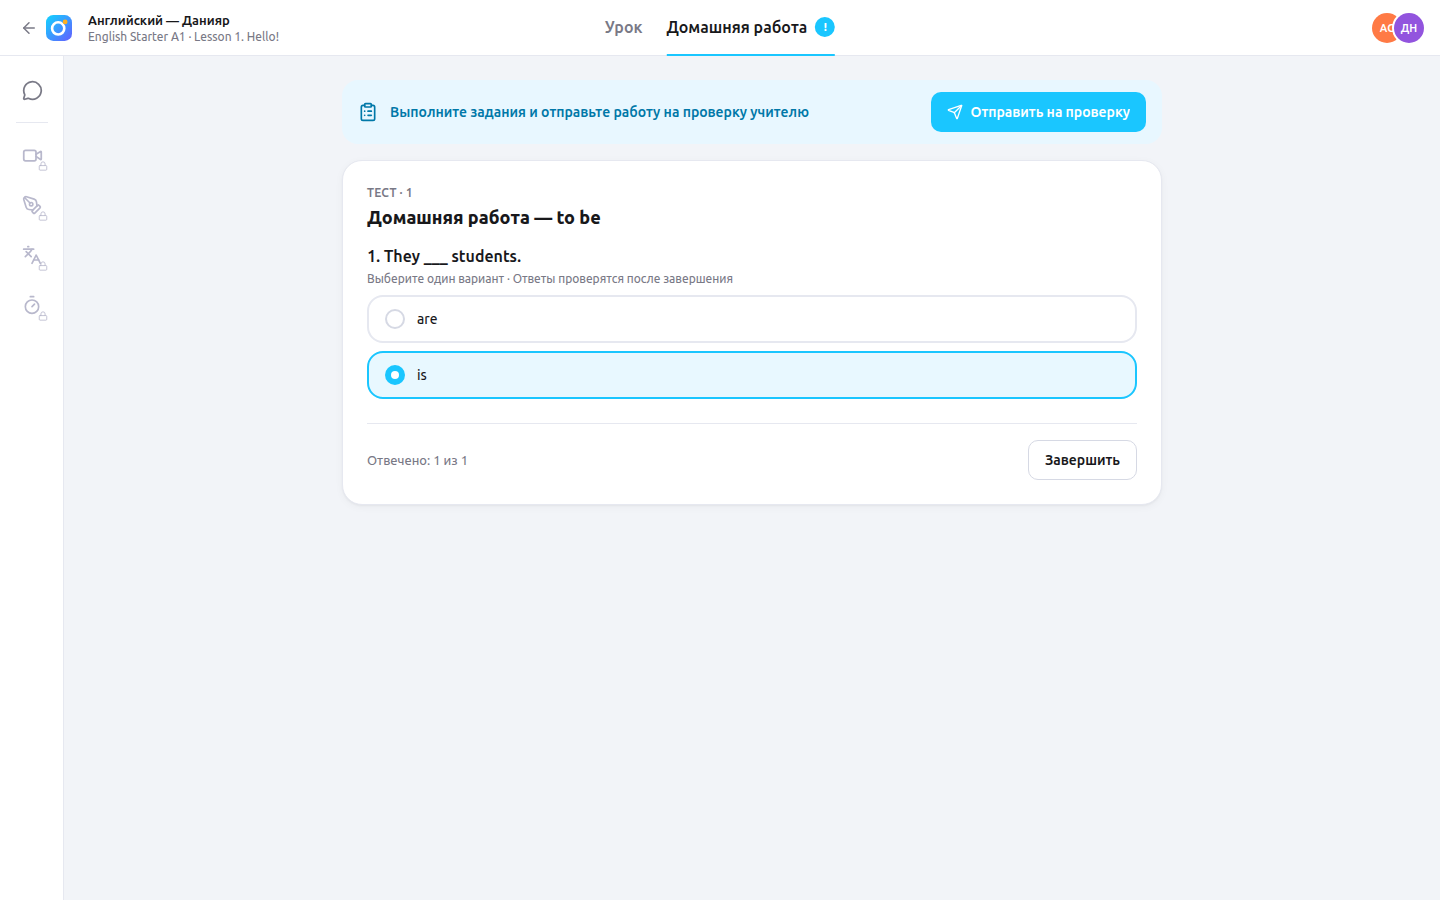 Английский — Данияр
English Starter A1 · Lesson 1. Hello!
Урок
Домашняя работа !
АС ДН
Выполните задания и отправьте работу на проверку учителю
Отправить на проверку
ТЕСТ · 1
Домашняя работа — to be
1. They ___ students.
Выберите один вариант · Ответы проверятся после завершения
are
is
Отвечено: 1 из 1
Завершить